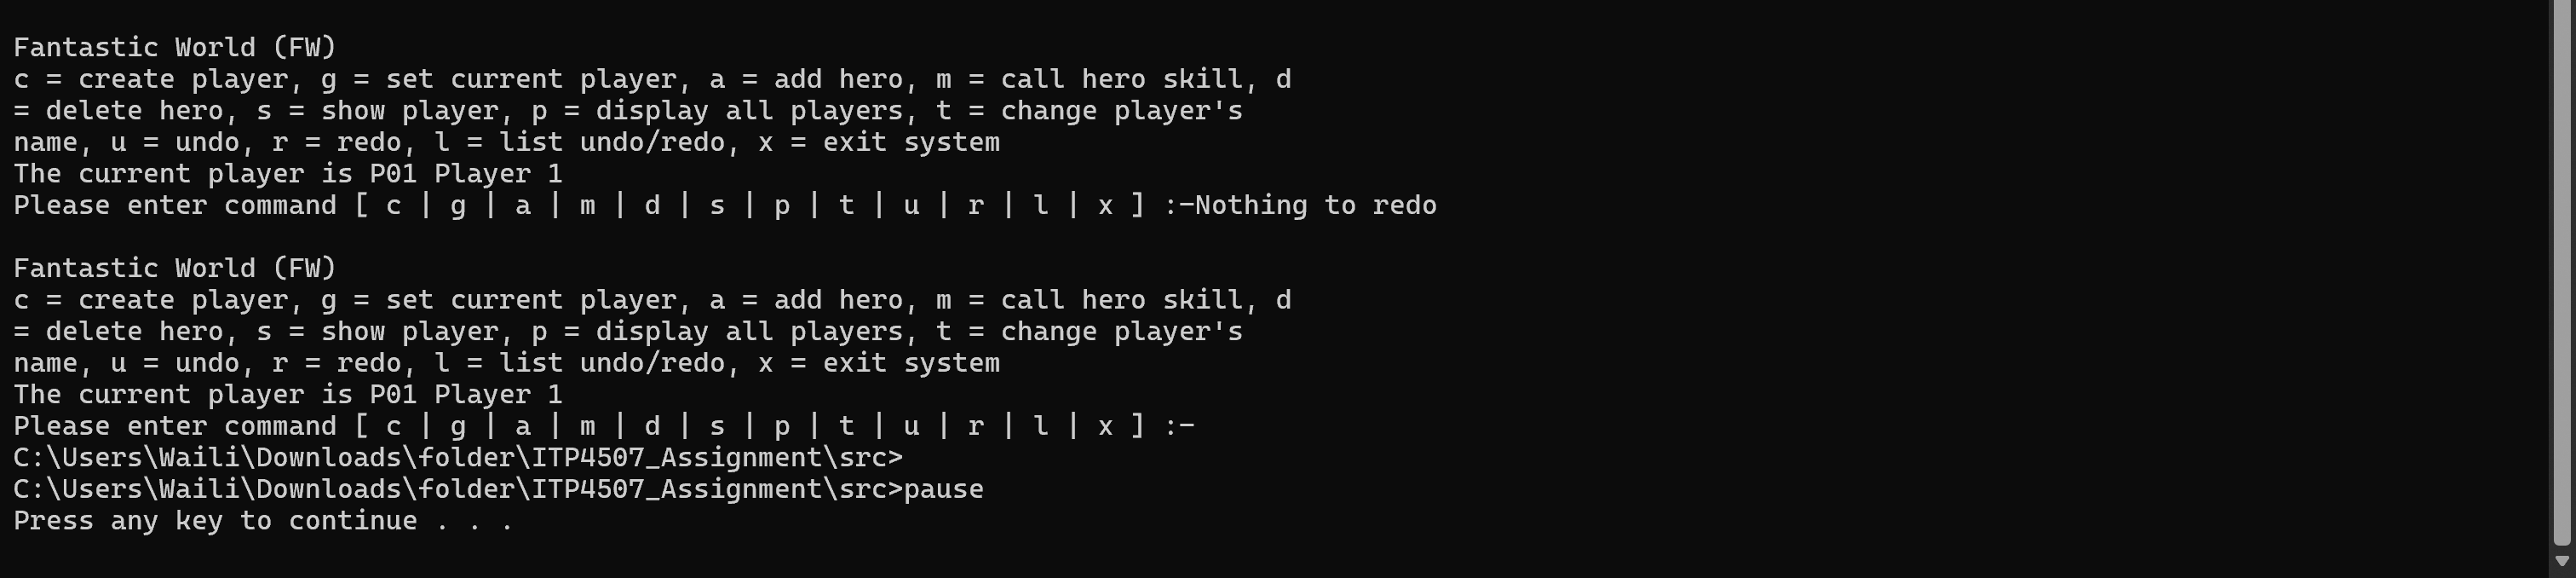 Fantastic World (FW)
c = create player, g = set current player, a = add hero, m = call hero skill, d
= delete hero, s = show player, p = display all players, t = change player's
name, u = undo, r = redo, l = list undo/redo, x = exit system
The current player is P01 Player 1
Please enter command [ c | g | a | m | d | s | p | t | u | r | l | x ] :-Nothing to redo
Fantastic World (FW)
c = create player, g = set current player, a = add hero, m = call hero skill, d
= delete hero, s = show player, p = display all players, t = change player's
name, u = undo, r = redo, l = list undo/redo, x = exit system
The current player is P01 Player 1
Please enter command [ c | g | a | m | d | s | p | t | u | r | l | x ] :-
C:\Users\Waili\Downloads\folder\ITP4507_Assignment\src>
C:\Users\Waili\Downloads\folder\ITP4507_Assignment\src>pause
Press any key to continue . . .